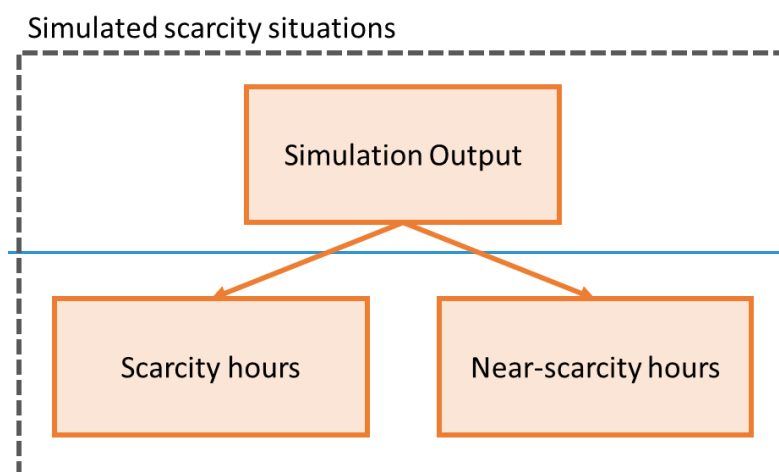 Simulated scarcity situations
Simulation Output
Scarcity hours
Near-scarcity hours